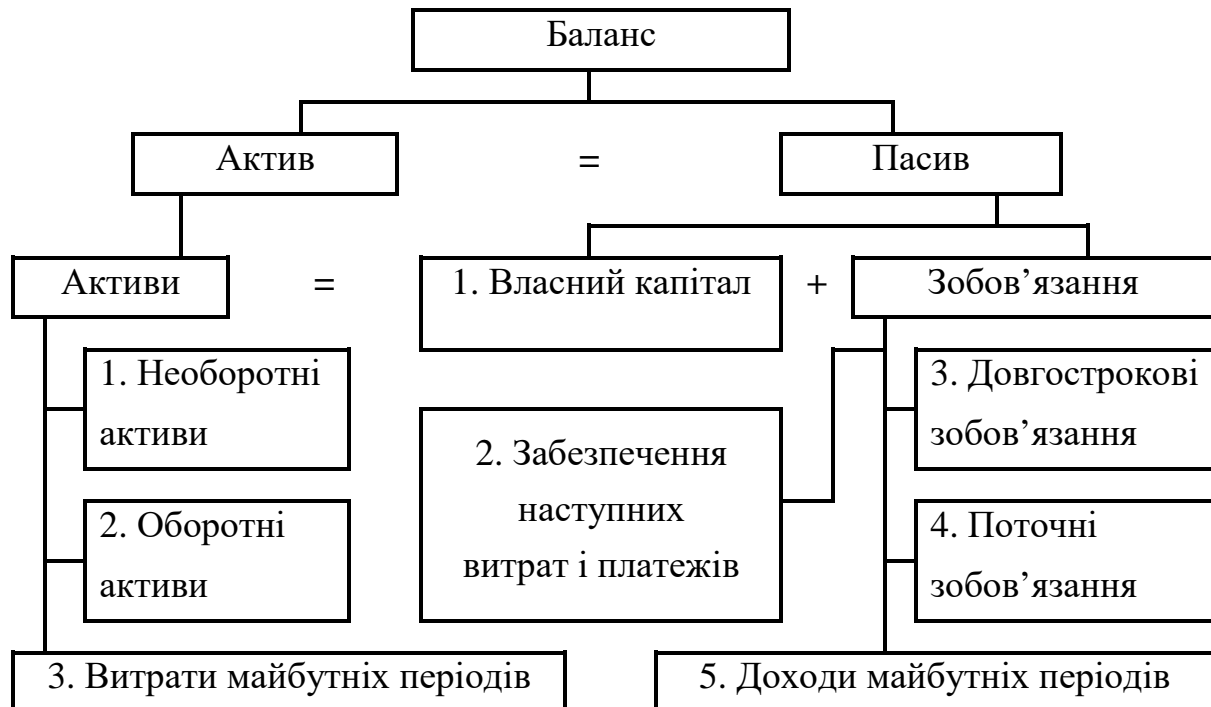 Баланс
Актив
=
Пасив
Активи
=
1. Власний капітал
+
Зобов’язання
1. Необоротні
активи
2. Оборотні
активи
2. Забезпечення
наступних
витрат і платежів
3. Довгострокові
зобов’язання
4. Поточні
зобов’язання
3. Витрати майбутніх періодів
5. Доходи майбутніх періодів